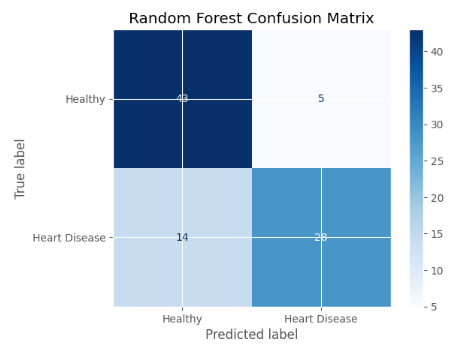 Random Forest Confusion Matrix
True label
Healthy
43
5
Heart Disease
14
28
Healthy
Heart Disease
Predicted label
40
35
30
25
20
15
10
5